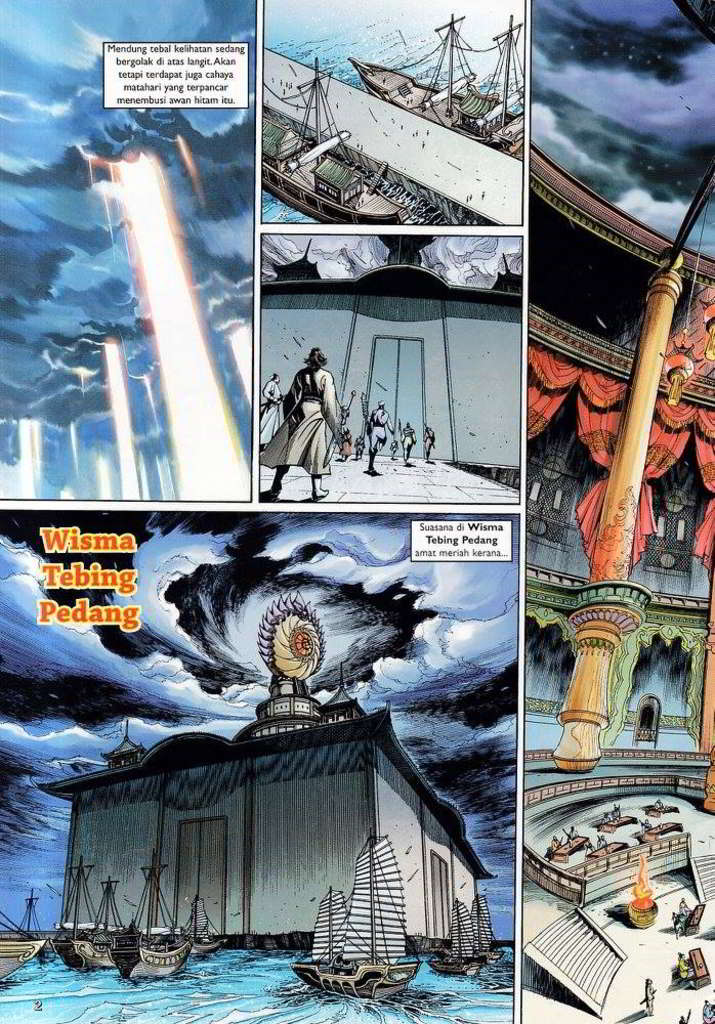 Mendung tebal kelihatan sedang
bergolak di atas langit. Akan
tetapi terdapat juga cahaya
matahari yang terpancar
menembusi awan hitam itu.
Wisma
Tebing
Pedang
Suasana di Wisma
Tebing Pedang
amat meriah kerana...
2